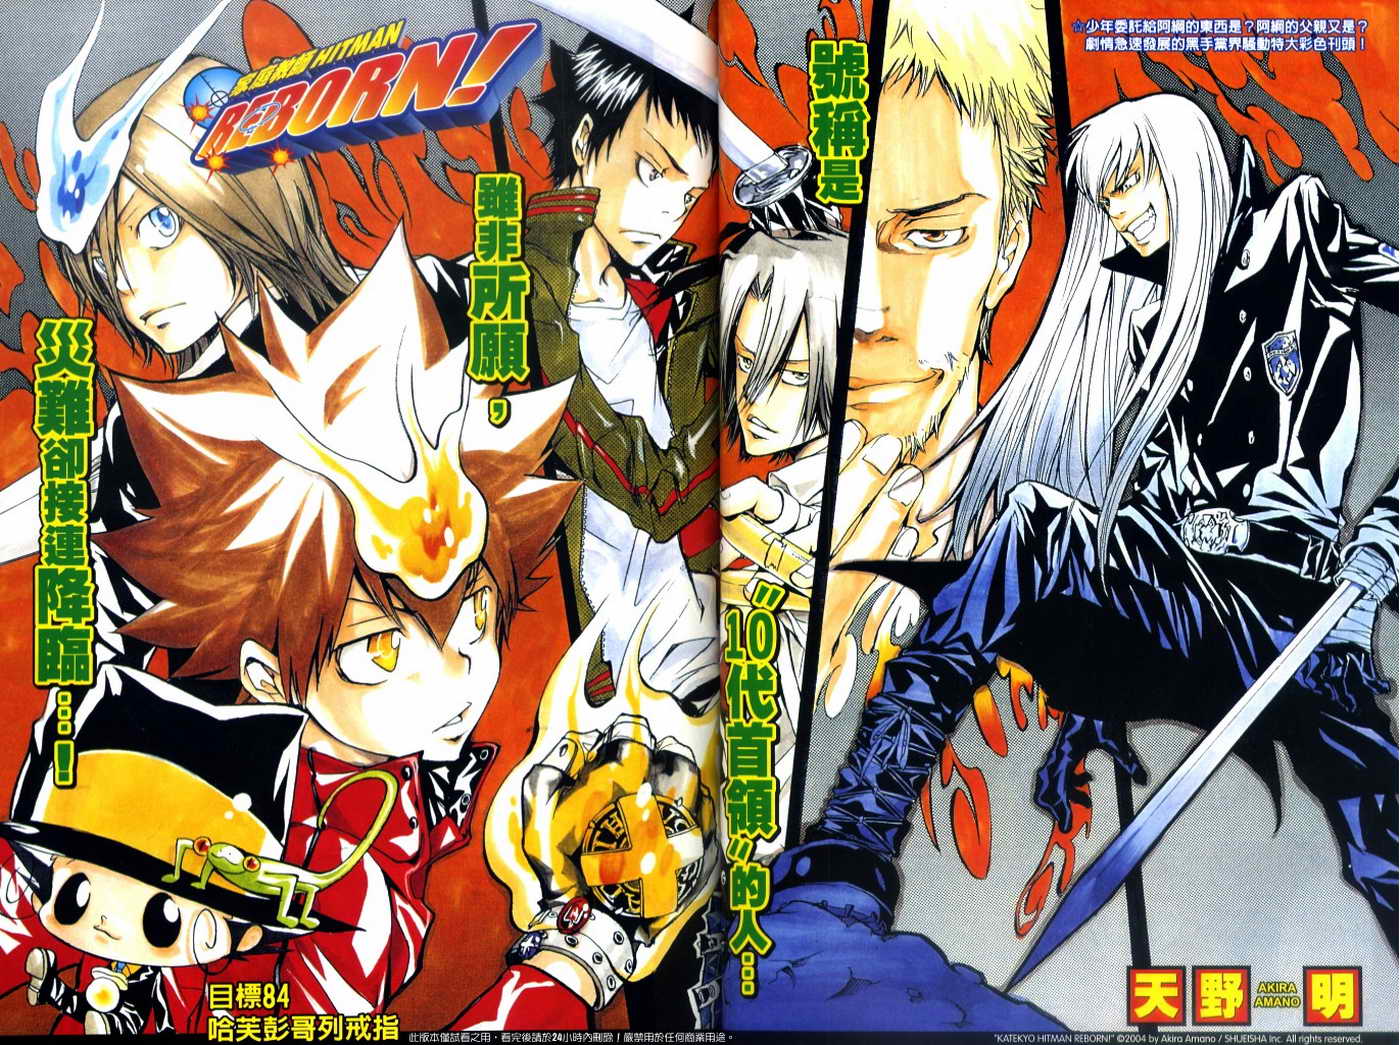 ☆少年委託給阿綱的東西是？阿綱的父親又是？
劇情急速發展的黑手黨界騷動特大彩色刊頭！
家庭教師HITMAN
REBORN!
號稱是
〝10代首領〞的人…
雖非所願，
災難卻接連降臨…！
目標84
哈芙彭哥列戒指
天野
AKIRA
AMANO
明
此版本僅試看之用，看完後請於24小時內刪除！嚴禁用於任何商業用途。
"KATEKYO HITMAN REBORN!" ©2004 by Akira Amano / SHUEISHA Inc. All rights reserved.